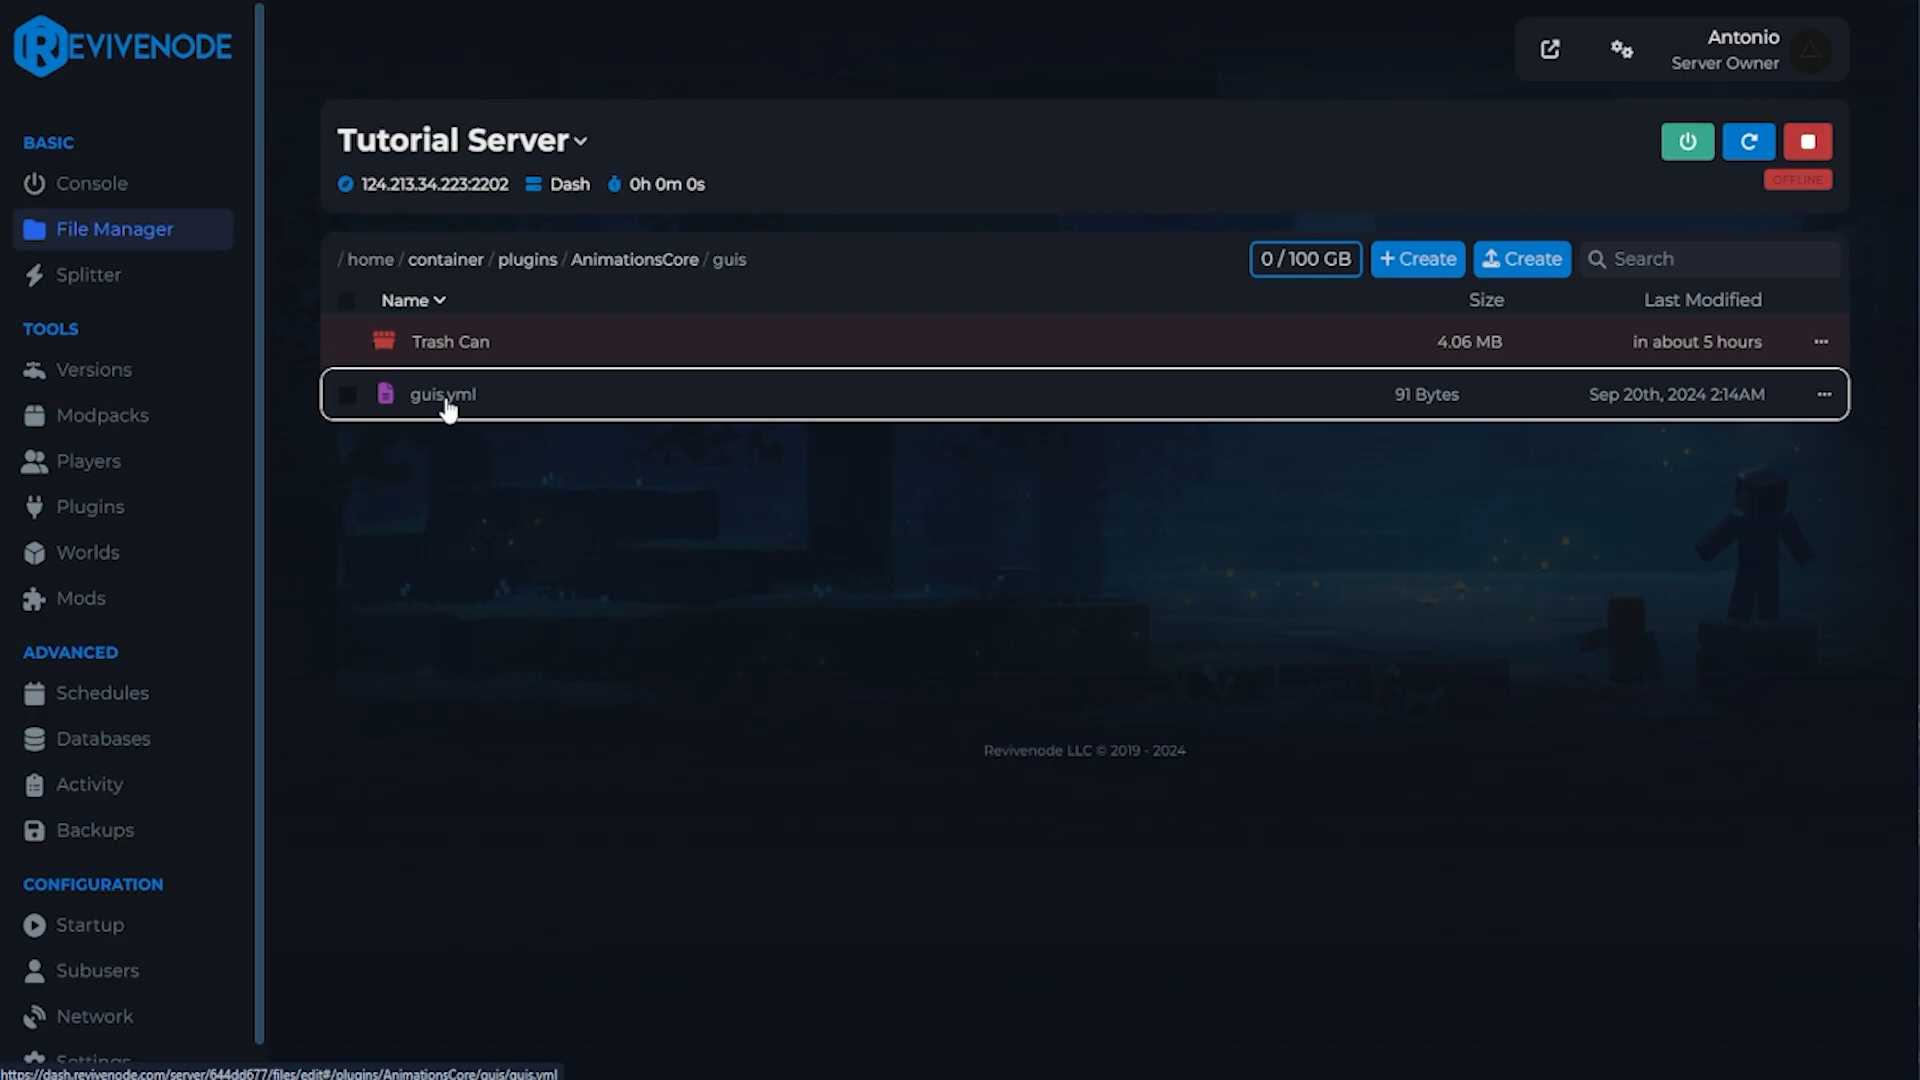 REVIVENODE
Antonio
Server Owner
Tutorial Server
124.213.34.223:2202 Dash 0h 0m 0s
OFFLINE
BASIC
Console
File Manager
Splitter
TOOLS
Versions
Modpacks
Players
Plugins
Worlds
Mods
ADVANCED
Schedules
Databases
Activity
Backups
CONFIGURATION
Startup
Subusers
Network
Settings
/ home / container / plugins / AnimationsCore / guis
0 / 100 GB
+ Create
Create
Search
Name Size Last Modified
Trash Can 4.06 MB in about 5 hours ...
guis.yml 91 Bytes Sep 20th, 2024 2:14AM ...
Revivenode LLC © 2019 - 2024
https://dash.revivenode.com/server/644dd677/files/edit#/plugins/AnimationsCore/guis/guis.yml